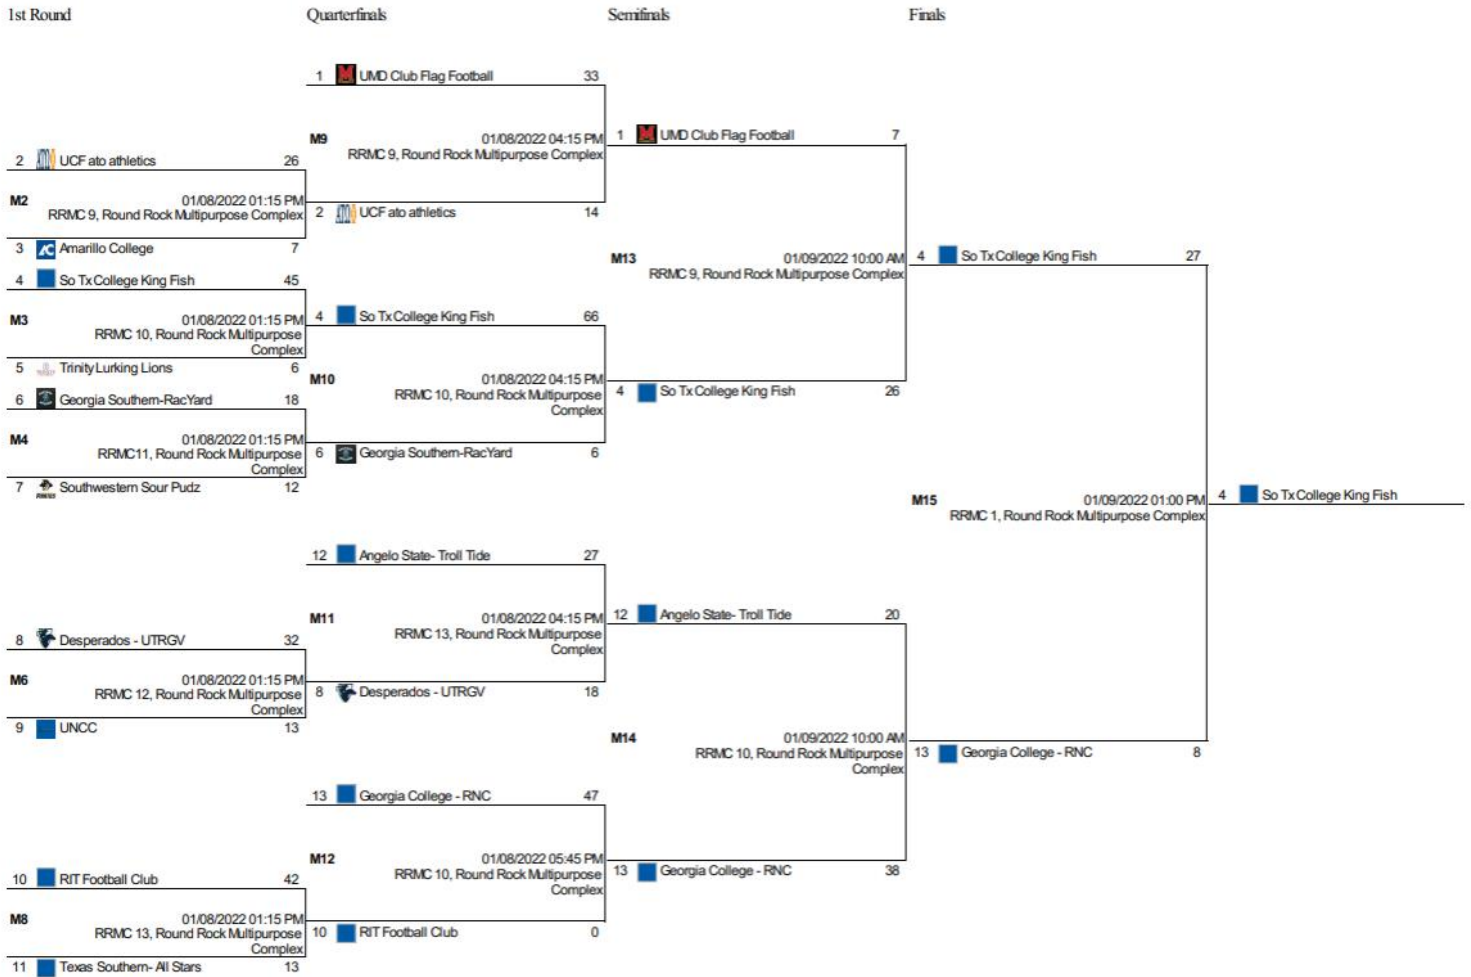 1st Round
Quarterfinals
Semifinals
Finals
1 UMD Club Flag Football 33
M9 01/08/2022 04:15 PM
RRMC 9, Round Rock Multipurpose Complex
1 UMD Club Flag Football 7
2 UCF ato athletics 26
M2 01/08/2022 01:15 PM
RRMC 9, Round Rock Multipurpose Complex
2 UCF ato athletics 14
3 Amarillo College 7
M13 01/09/2022 10:00 AM
RRMC 9, Round Rock Multipurpose Complex
4 So Tx College King Fish 27
4 So Tx College King Fish 45
M3 01/08/2022 01:15 PM
RRMC 10, Round Rock Multipurpose
Complex
4 So Tx College King Fish 66
5 Trinity Lurking Lions 6
M10 01/08/2022 04:15 PM
RRMC 10, Round Rock Multipurpose
Complex
4 So Tx College King Fish 26
6 Georgia Southern-RacYard 18
M4 01/08/2022 01:15 PM
RRMC11, Round Rock Multipurpose
Complex
6 Georgia Southern-RacYard 6
7 Southwestern Sour Pudz 12
M15 01/09/2022 01:00 PM
RRMC 1, Round Rock Multipurpose Complex
4 So Tx College King Fish
12 Angelo State- Troll Tide 27
M11 01/08/2022 04:15 PM
RRMC 13, Round Rock Multipurpose
Complex
12 Angelo State- Troll Tide 20
8 Desperados - UTRGV 32
M6 01/08/2022 01:15 PM
RRMC 12, Round Rock Multipurpose
Complex
8 Desperados - UTRGV 18
9 UNCC 13
M14 01/09/2022 10:00 AM
RRMC 10, Round Rock Multipurpose
Complex
13 Georgia College - RNC 8
13 Georgia College - RNC 47
M12 01/08/2022 05:45 PM
RRMC 10, Round Rock Multipurpose
Complex
13 Georgia College - RNC 38
10 RIT Football Club 42
M8 01/08/2022 01:15 PM
RRMC 13, Round Rock Multipurpose
Complex
10 RIT Football Club 0
11 Texas Southern- All Stars 13